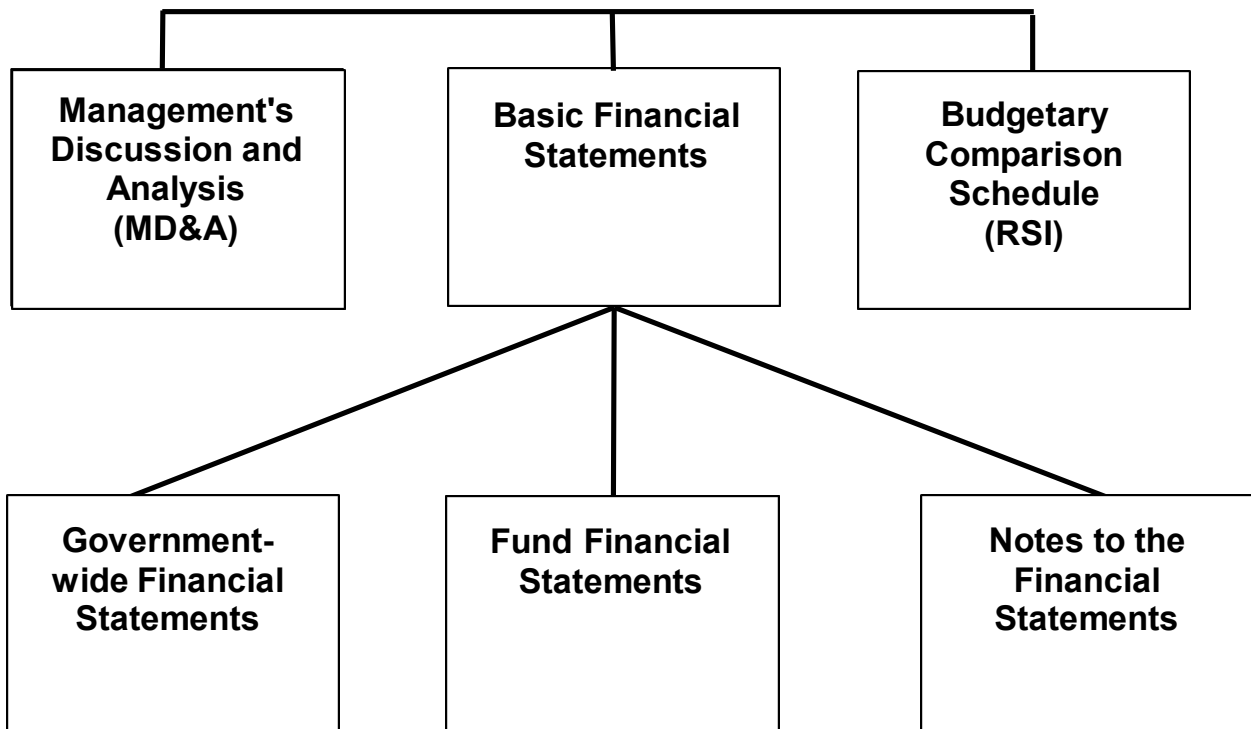 Management's
Discussion and
Analysis
(MD&A)
Basic Financial
Statements
Budgetary
Comparison
Schedule
(RSI)
Government-
wide Financial
Statements
Fund Financial
Statements
Notes to the
Financial
Statements